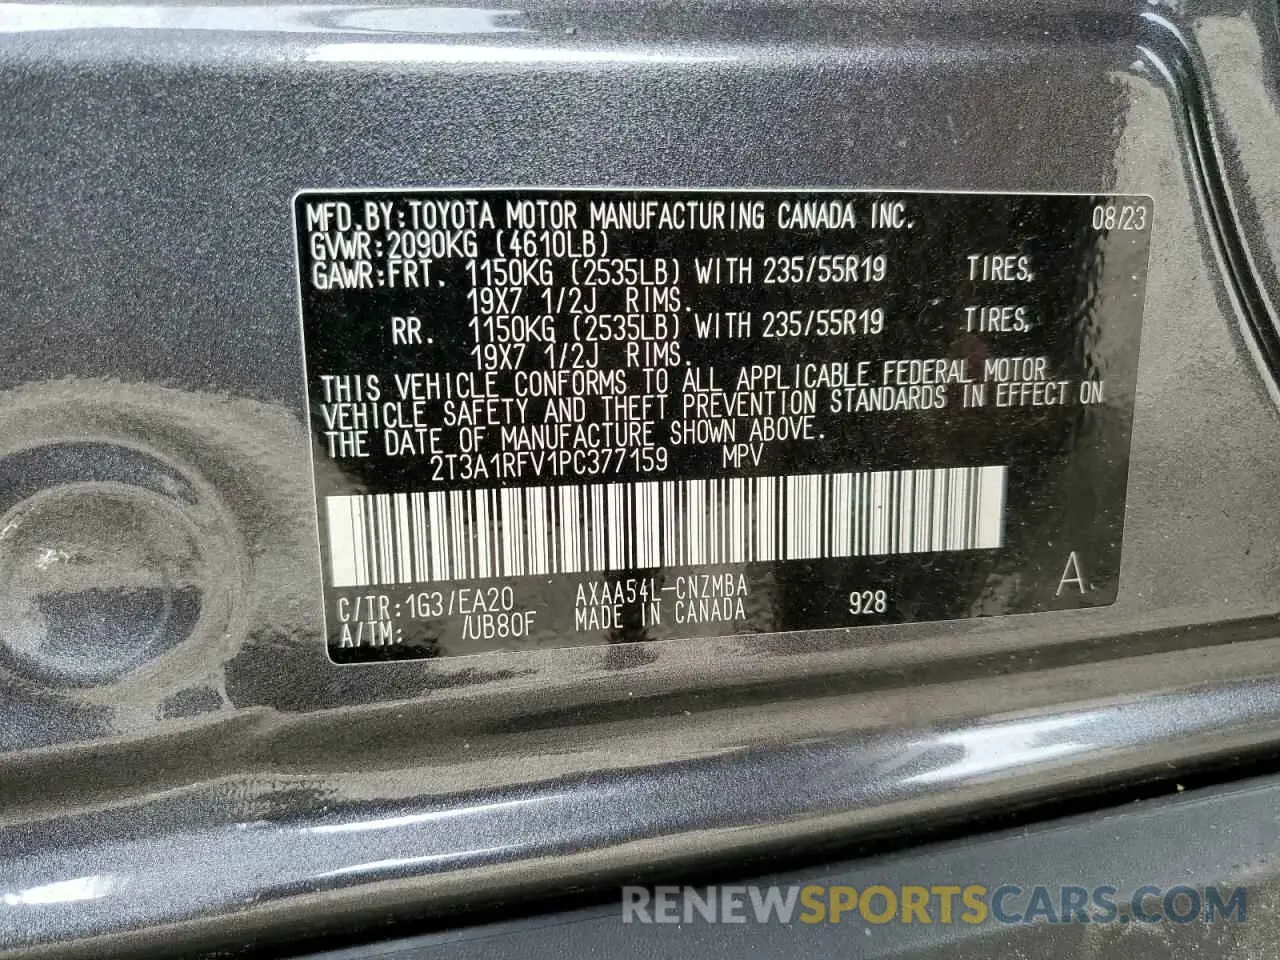 MFD.BY:TOYOTA MOTOR MANUFACTURING CANADA INC. 08/23
GVWR:2090KG (4610LB)
GAWR:FRT. 1150KG (2535LB) WITH 235/55R19 TIRES,
19X7 1/2J RIMS.
RR. 1150KG (2535LB) WITH 235/55R19 TIRES,
19X7 1/2J RIMS.
THIS VEHICLE CONFORMS TO ALL APPLICABLE FEDERAL MOTOR
VEHICLE SAFETY AND THEFT PREVENTION STANDARDS IN EFFECT ON
THE DATE OF MANUFACTURE SHOWN ABOVE.
2T3A1RFV1PC377159 MPV
C/TR:1G3/EA20 AXAA54L-CNZMBA 928 A
A/TM: /UB80F MADE IN CANADA
RENEWSPORTSCARS.COM